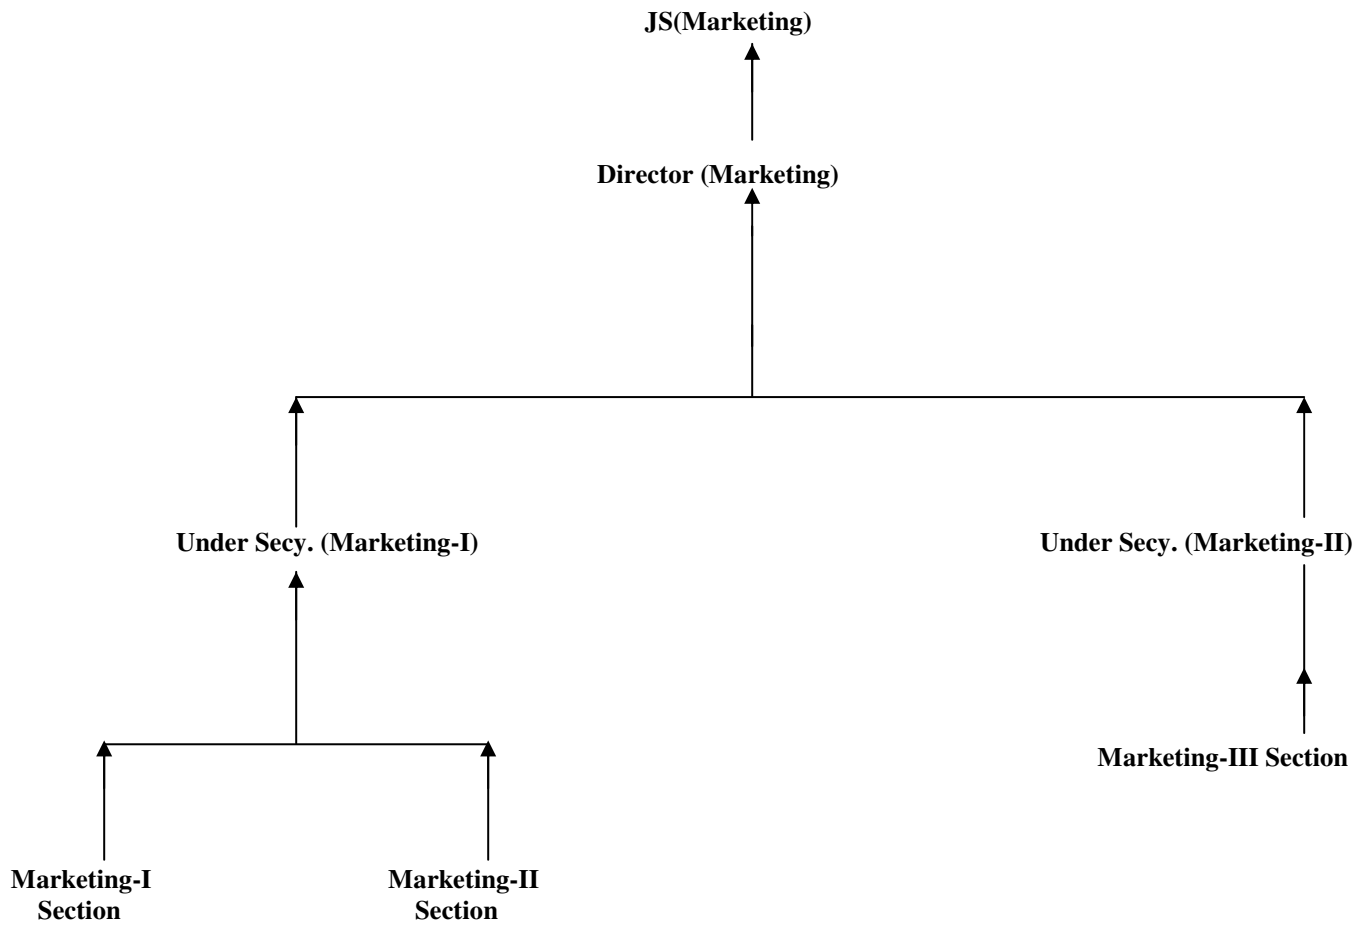 JS(Marketing)
Director (Marketing)
Under Secy. (Marketing-I)
Under Secy. (Marketing-II)
Marketing-III Section
Marketing-I
Section
Marketing-II
Section